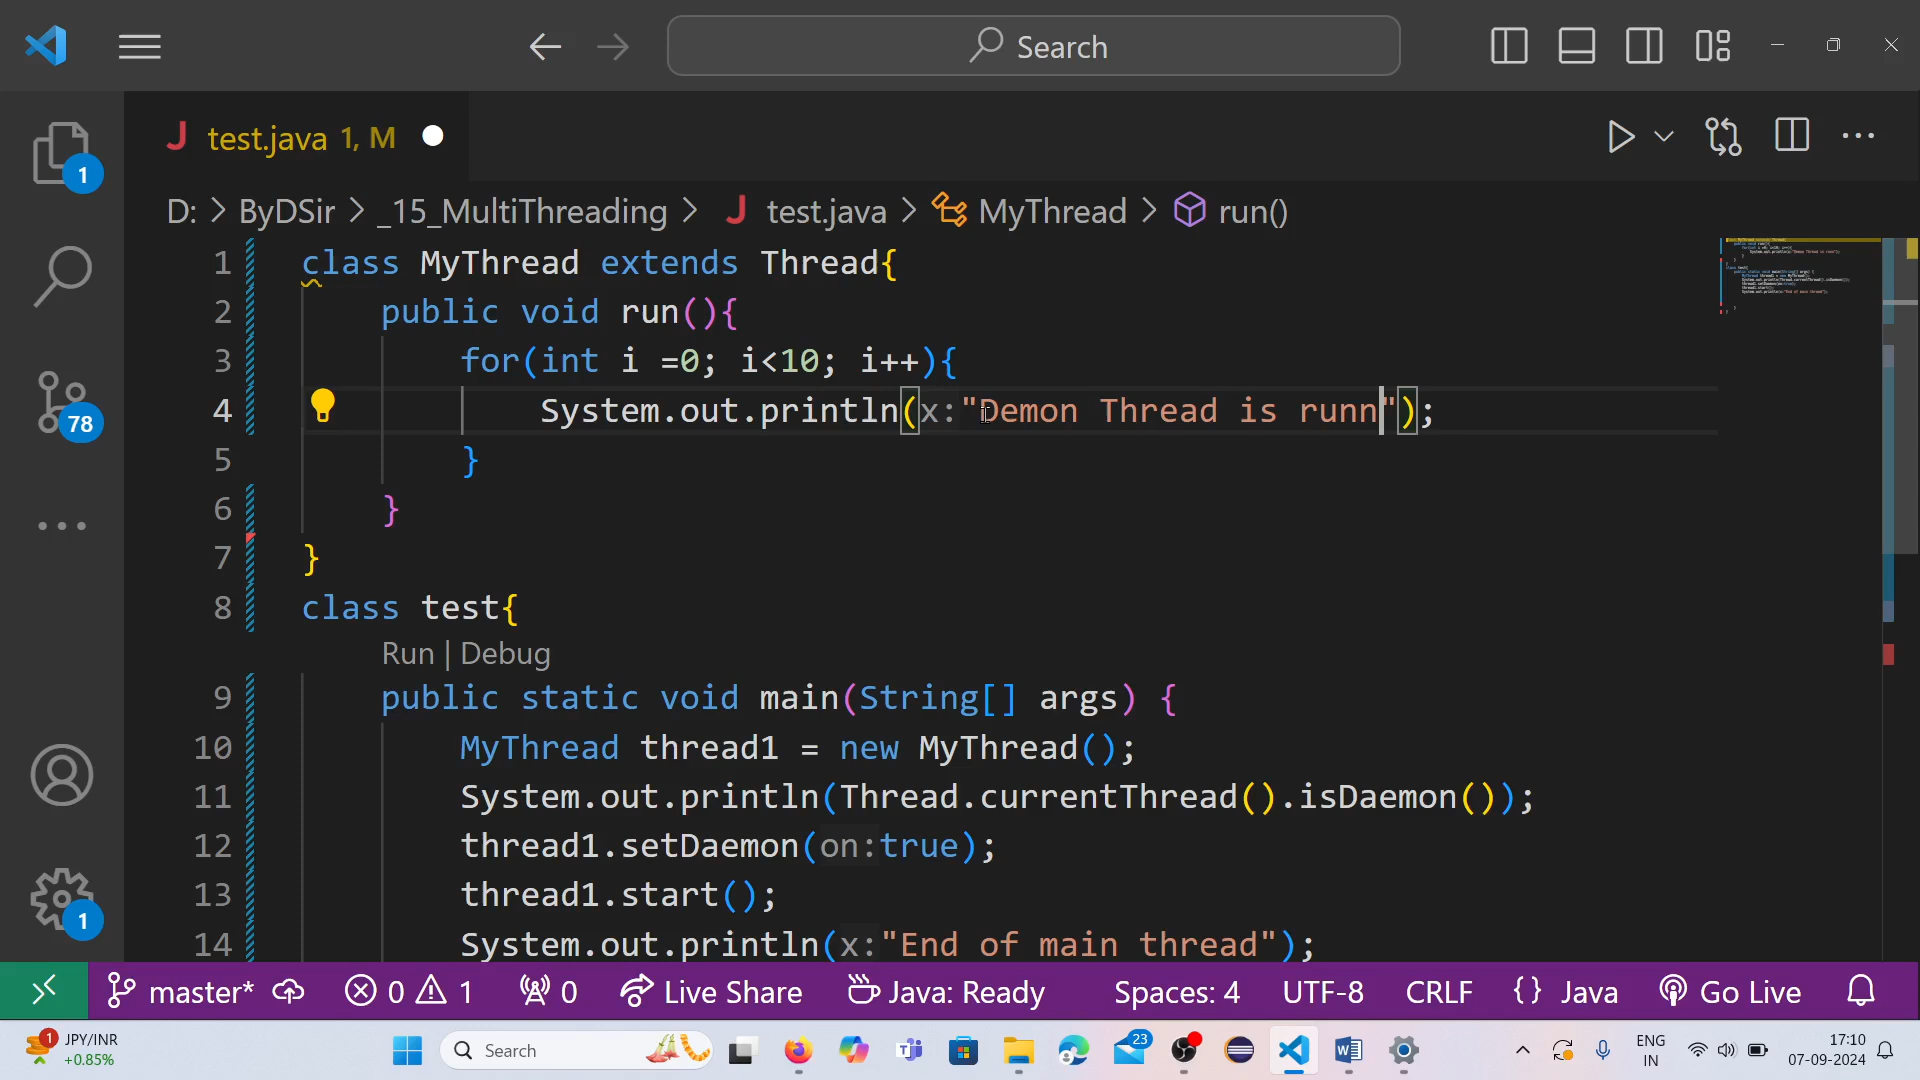 Search
test.java 1, M
D: > ByDSir > _15_MultiThreading > test.java > MyThread > run()
1 class MyThread extends Thread{
2 public void run(){
3 for(int i =0; i<10; i++){
4 System.out.println(x:"Demon Thread is runn");
5 }
6 }
7 }
8 class test{
Run | Debug
9 public static void main(String[] args) {
10 MyThread thread1 = new MyThread();
11 System.out.println(Thread.currentThread().isDaemon());
12 thread1.setDaemon(on:true);
13 thread1.start();
14 System.out.println(x:"End of main thread");
1
78
1
master* 0 1 0 Live Share Java: Ready Spaces: 4 UTF-8 CRLF {} Java Go Live
1 JPY/INR
+0.85%
Search
23
ENG
IN
17:10
07-09-2024